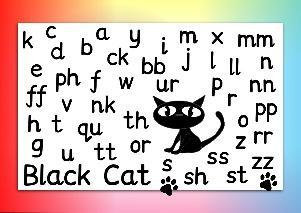 k c d b a y i m x mm
e ck bb j l ll n
ph f w ur p nn
ff v nk r pp
h t qu th o rr
g u tt or s ss z zz
Black Cat sh st